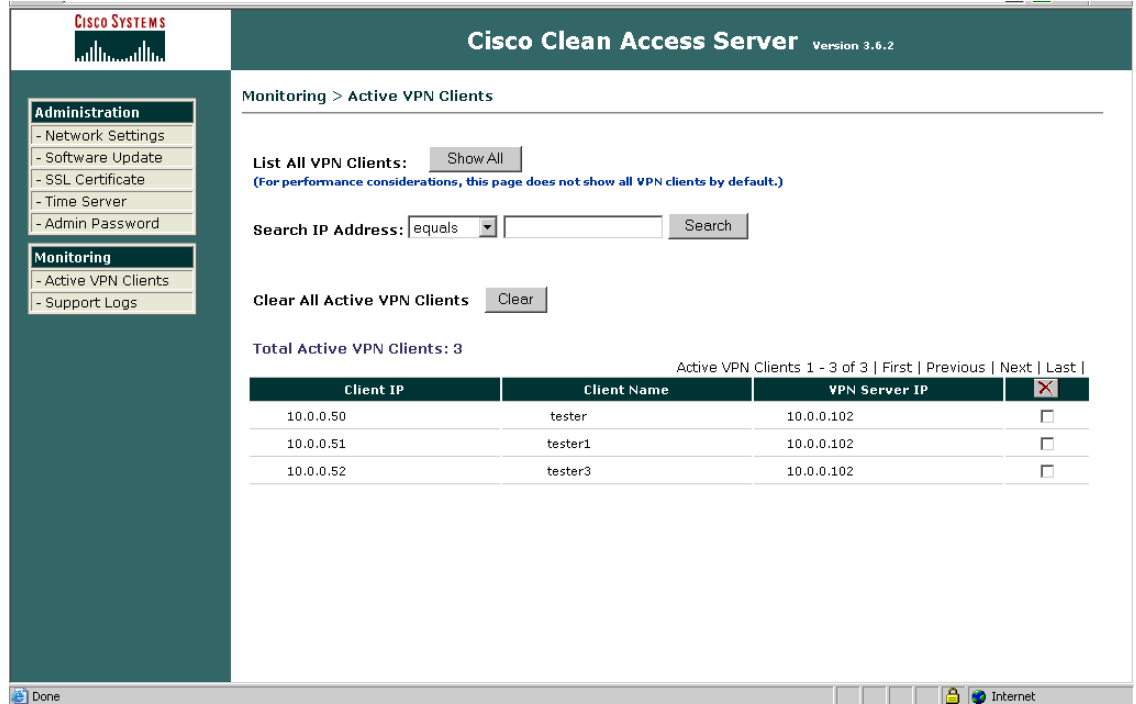 CISCO SYSTEMS
Cisco Clean Access Server Version 3.6.2
Administration
- Network Settings
- Software Update
- SSL Certificate
- Time Server
- Admin Password
Monitoring
- Active VPN Clients
- Support Logs
Monitoring > Active VPN Clients
List All VPN Clients: Show All
(For performance considerations, this page does not show all VPN clients by default.)
Search IP Address: equals Search
Clear All Active VPN Clients Clear
Total Active VPN Clients: 3
Active VPN Clients 1 - 3 of 3 | First | Previous | Next | Last |
Client IP Client Name VPN Server IP
10.0.0.50 tester 10.0.0.102
10.0.0.51 tester1 10.0.0.102
10.0.0.52 tester3 10.0.0.102
Done Internet